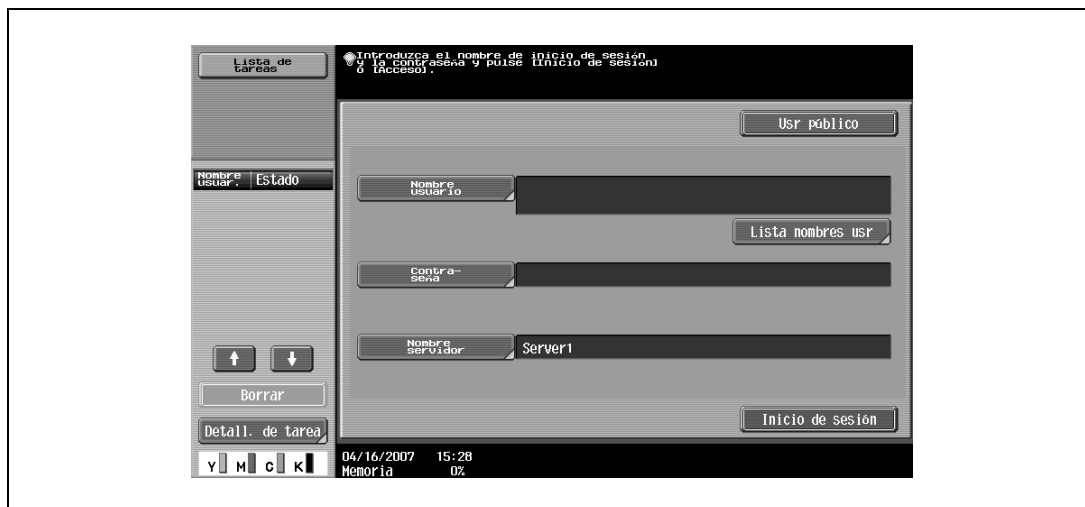 Lista de
tareas
Introduzca el nombre de inicio de sesión
y la contraseña y pulse [Inicio de sesión]
o [Acceso].
Usr público
Nombre
usuar.
Estado
Nombre
usuario
Lista nombres usr
Contra-
seña
Nombre
servidor
Server1
Borrar
Detall. de tarea
Inicio de sesión
Y M C K
04/16/2007 15:28
Memoria 0%